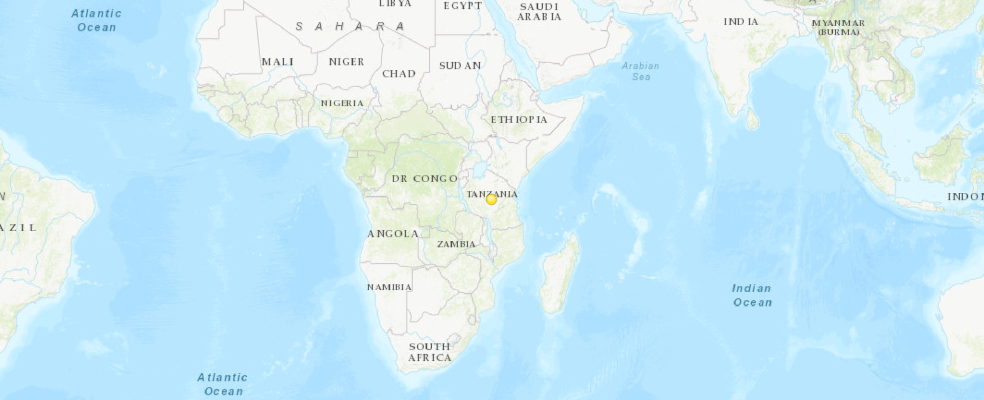 LIBYA
EGYPT
SAUDI
ARABIA
Atlantic
Ocean
SAHARA
INDIA
MYANMAR
(BURMA)
MALI
NIGER
CHAD
SUDAN
Arabian
Sea
NIGERIA
ETHIOPIA
DR CONGO
TANZANIA
N
INDON
AZIL
ANGOLA
ZAMBIA
NAMIBIA
Indian
Ocean
SOUTH
AFRICA
Atlantic
Ocean